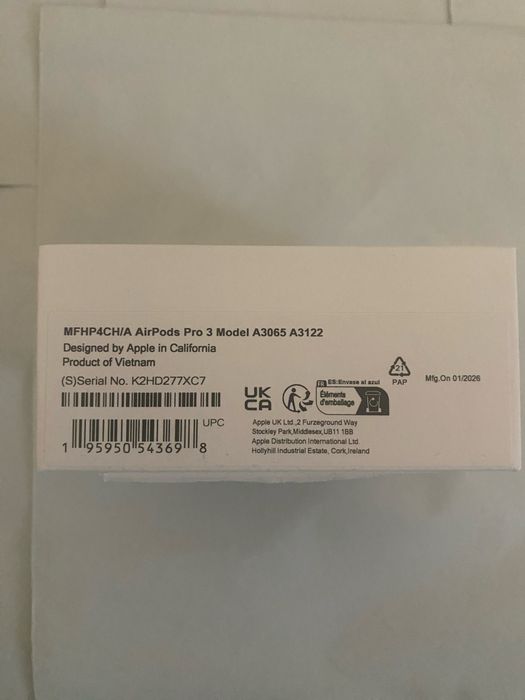 MFHP4CH/A AirPods Pro 3 Model A3065 A3122
Designed by Apple in California
Product of Vietnam
(S)Serial No. K2HD277XC7
UPC
1 95950 54369 8
UK
CA
FR ES:Envase al azul
Éléments
d'emballage
Apple UK Ltd.,2 Furzeground Way
Stockley Park,Middlesex,UB11 1BB
Apple Distribution International Ltd.
Hollyhill Industrial Estate, Cork,Ireland
21
PAP
Mfg.On 01/2026